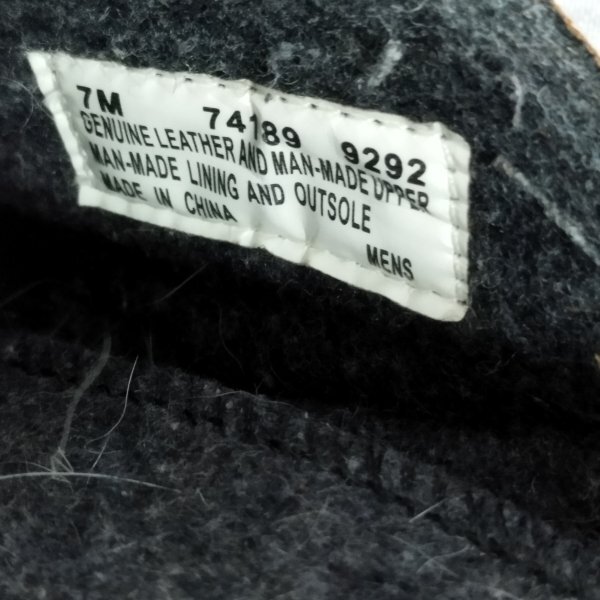 7M 74189 9292
GENUINE LEATHER AND MAN-MADE UPPER
MAN-MADE LINING AND OUTSOLE
MADE IN CHINA
MENS